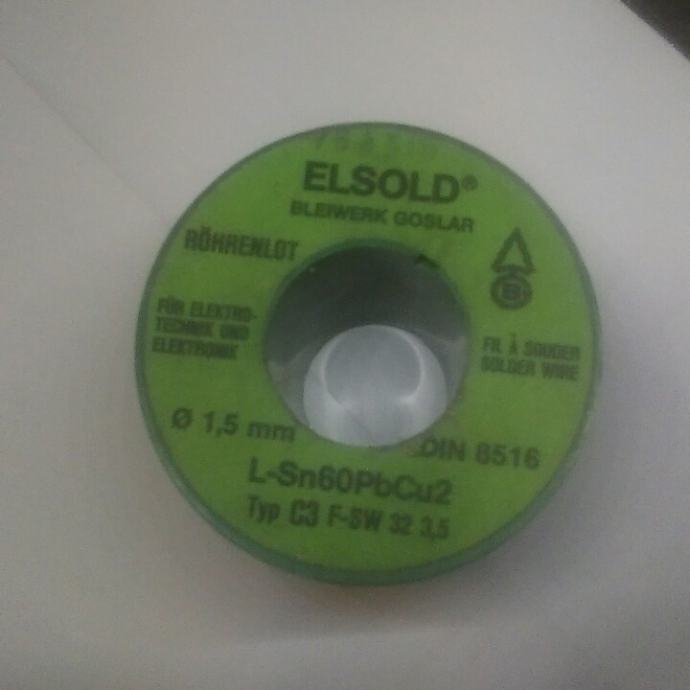 ELSOLD®
BLEIWERK GOSLAR
RÖHRENLOT
FÜR ELEKTRO-
TECHNIK UND
ELEKTRONIK
FIL À SOUDER
SOLDER WIRE
Ø 1,5 mm
DIN 8516
L-Sn60PbCu2
Typ C3 F-SW 32 3,5